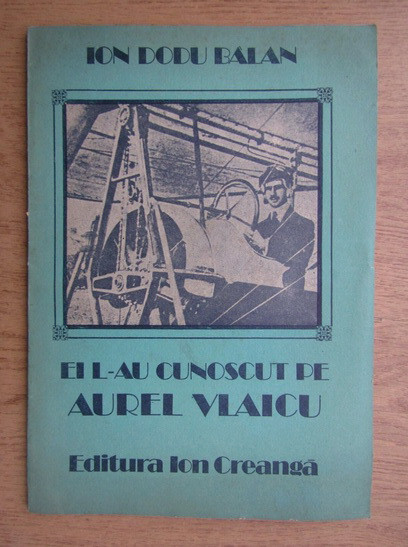 ION DODU BALAN
EI L-AU CUNOSCUT PE
AUREL VLAICU
Editura Ion Creangă